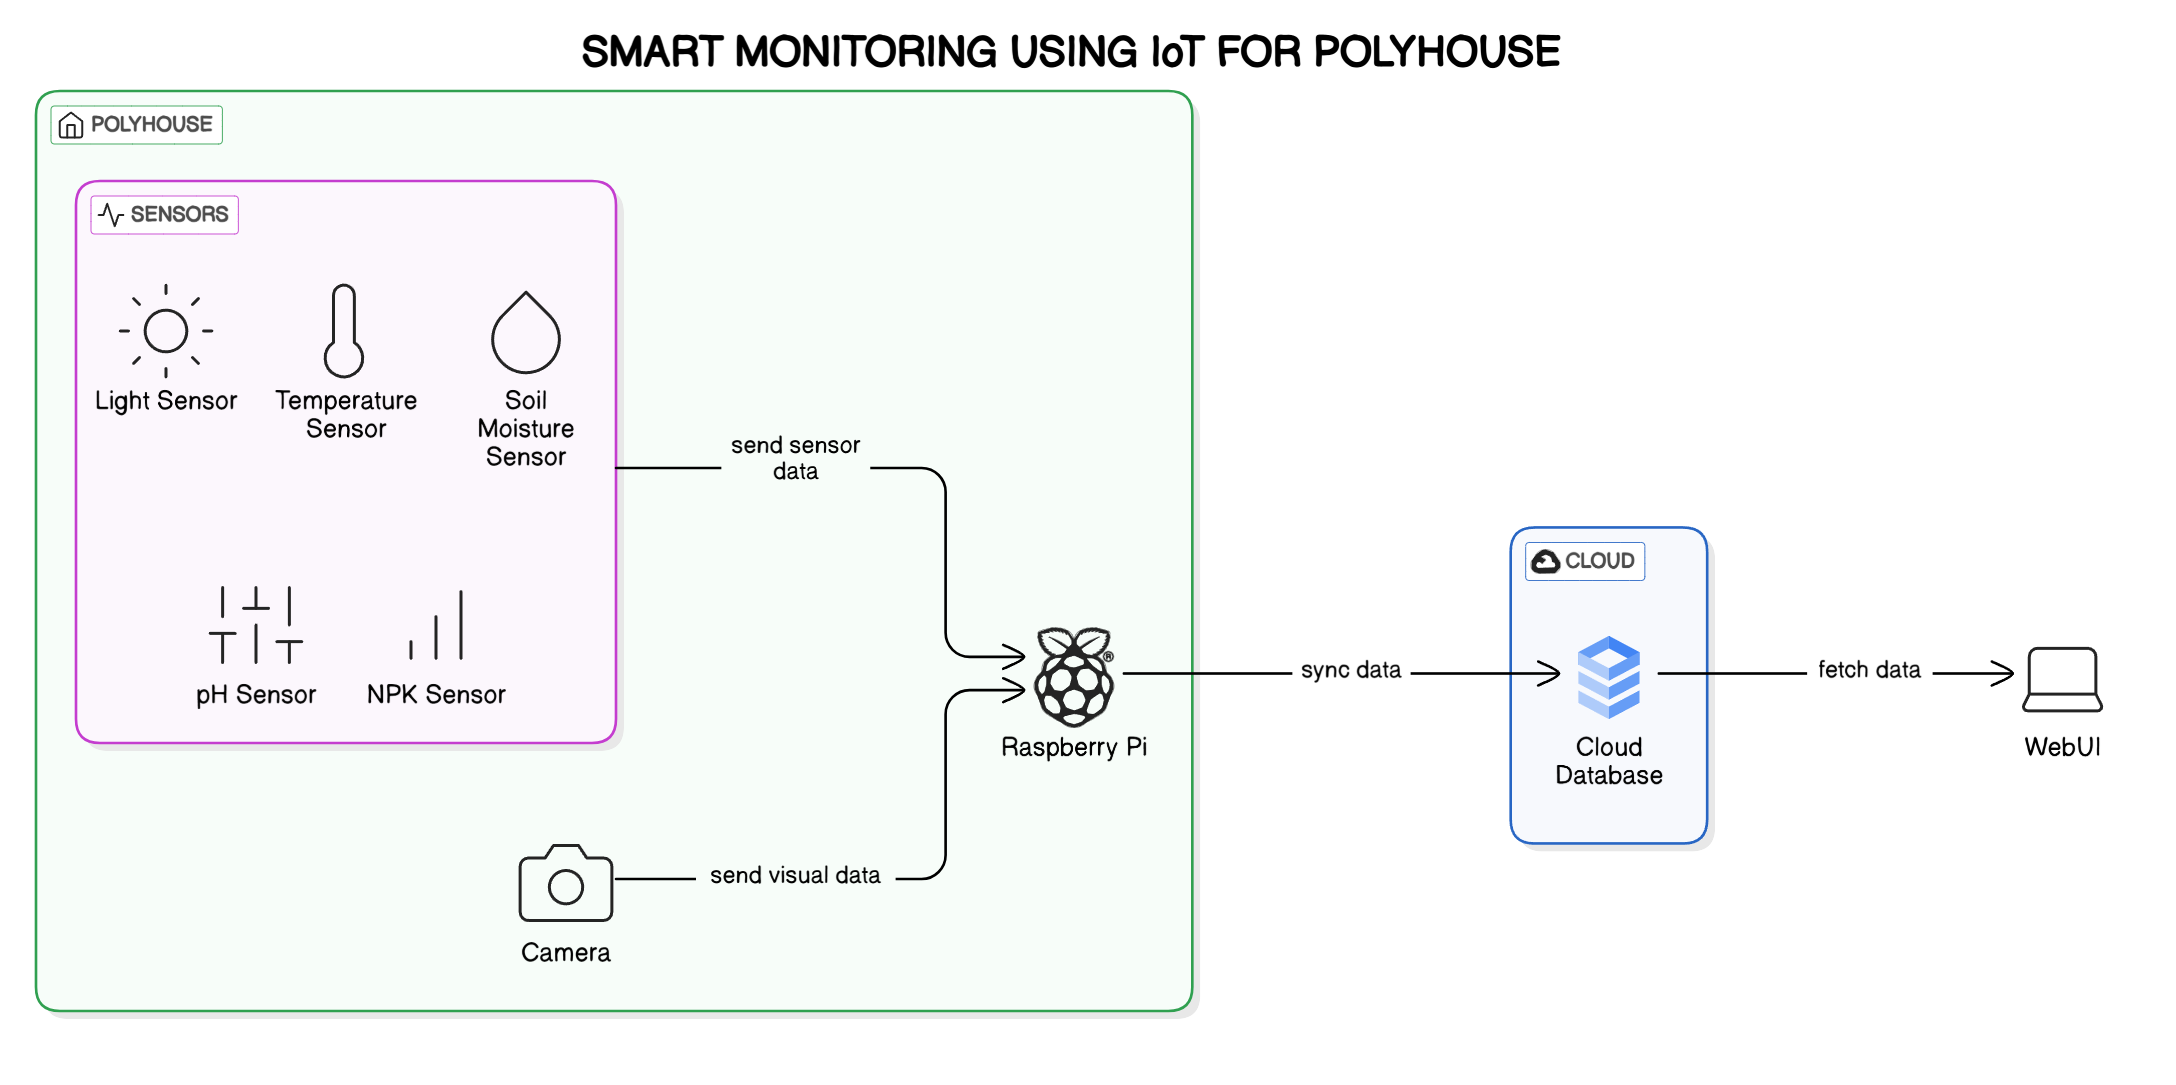 SMART MONITORING USING IoT FOR POLYHOUSE
POLYHOUSE
SENSORS
Light Sensor
Temperature
Sensor
Soil
Moisture
Sensor
pH Sensor
NPK Sensor
send sensor
data
Camera
send visual data
®
Raspberry Pi
sync data
CLOUD
Cloud
Database
fetch data
WebUI